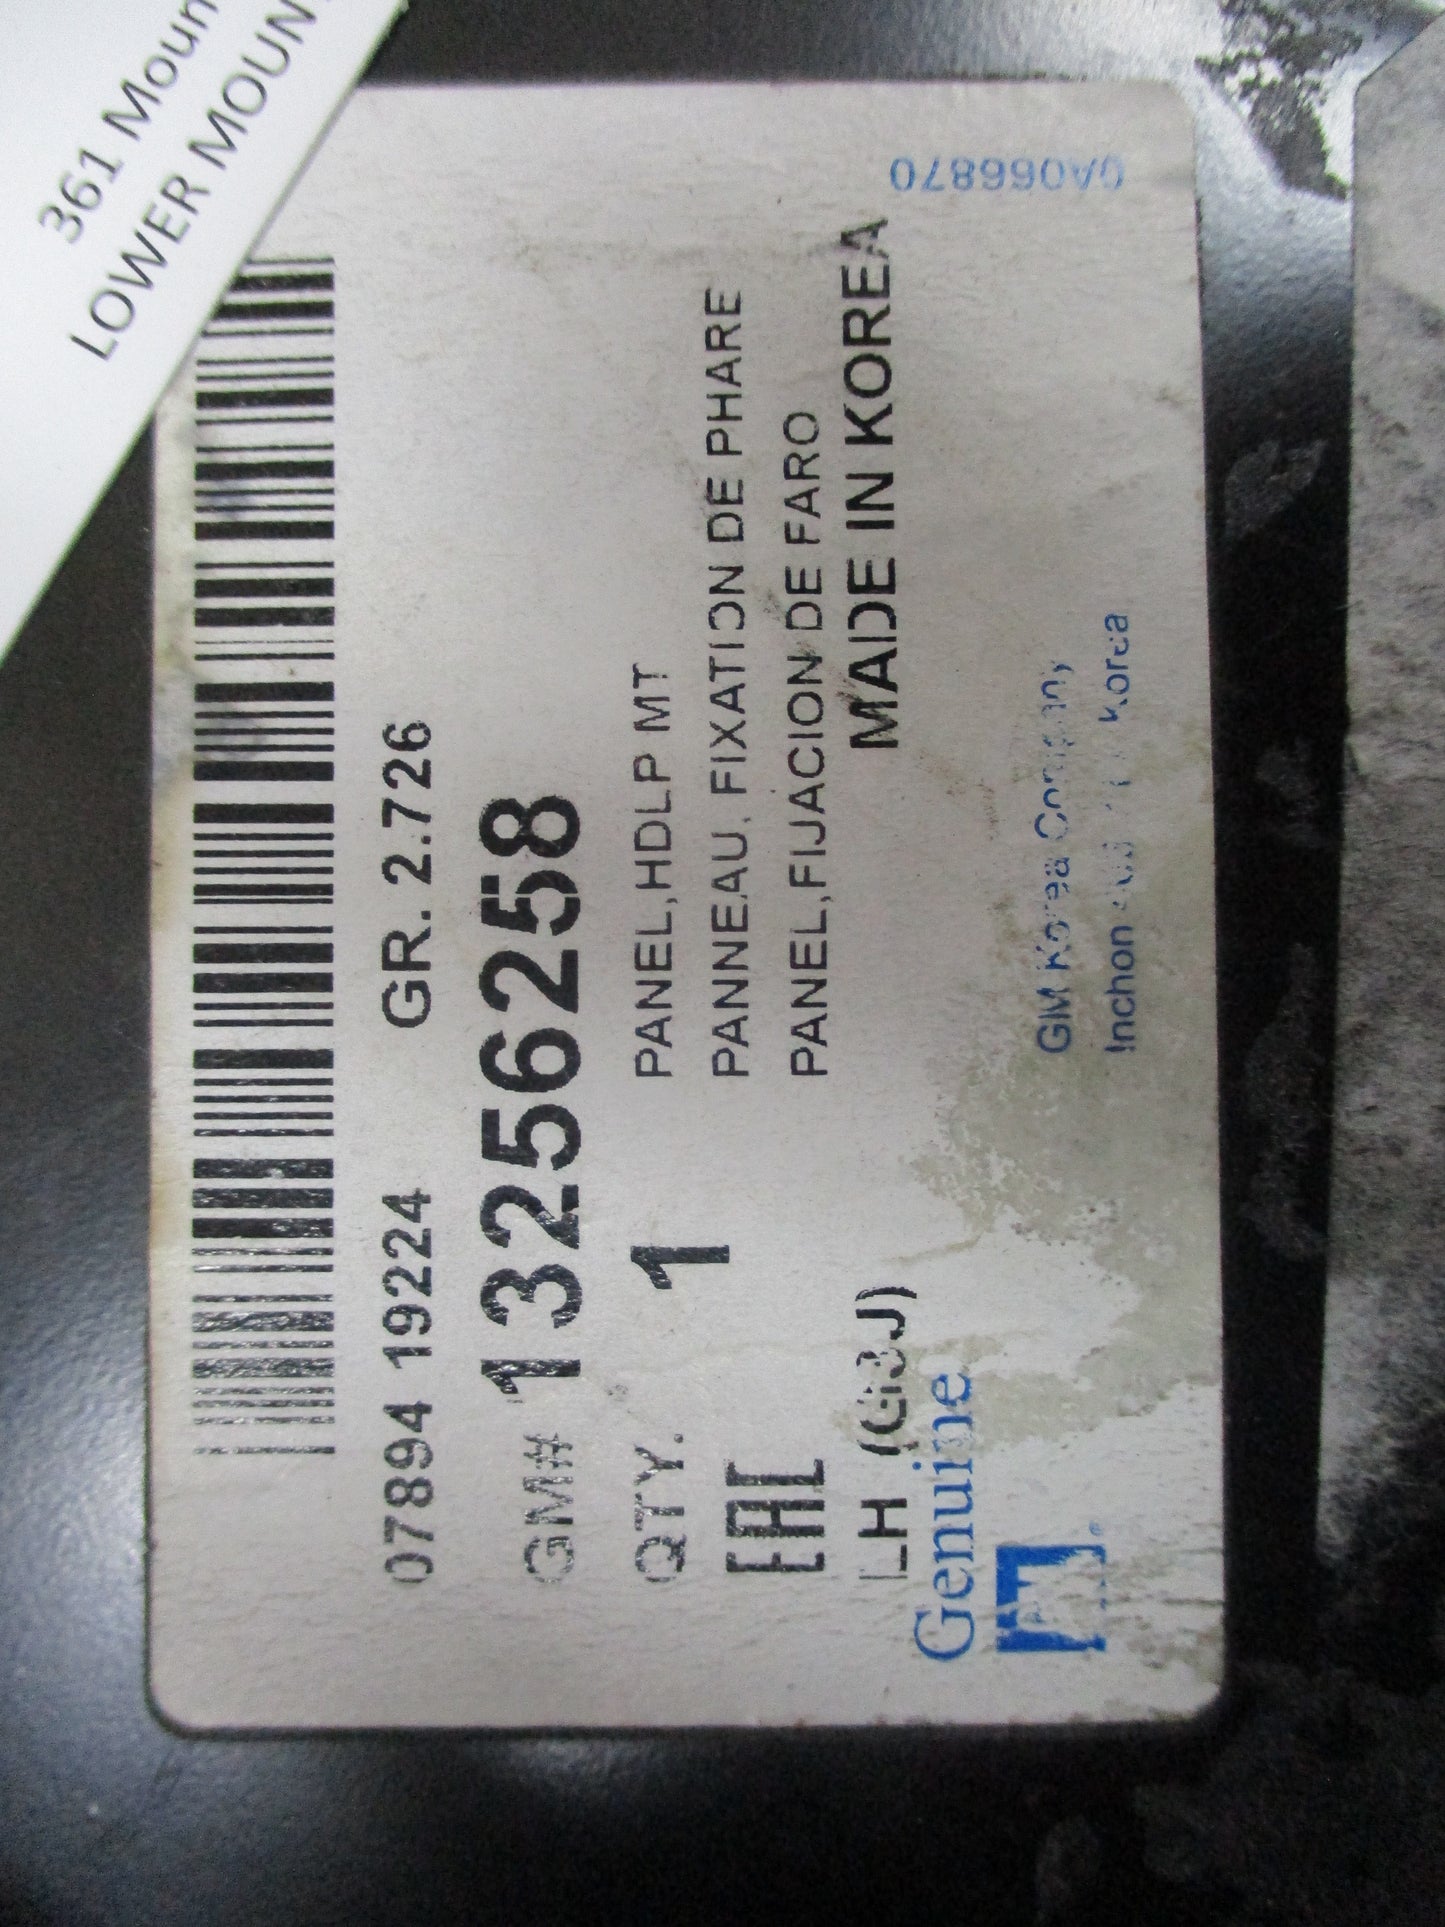 361 Moun
LOWER MOUN
07894 19224 GR. 2.726
GM# 13256258
QTY. 1
PANEL,HDLP MT
PANNEAU, FIXATION DE PHARE
PANEL,FIJACION DE FARO
MADE IN KOREA
EAC
LH
Genuine
GM Korea Company
Inchon Korea
0A066870